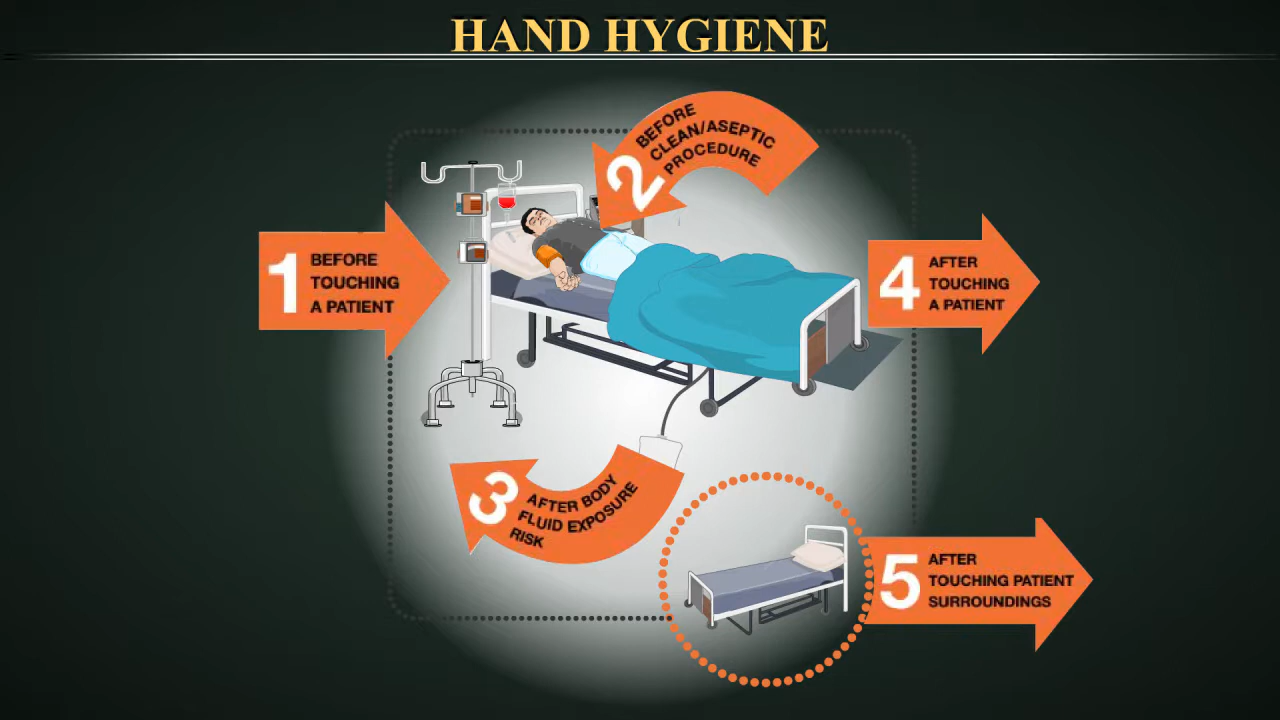 HAND HYGIENE
1
BEFORE
TOUCHING
A PATIENT
2
BEFORE
CLEAN/ASEPTIC
PROCEDURE
3
AFTER BODY
FLUID EXPOSURE
RISK
4
AFTER
TOUCHING
A PATIENT
5
AFTER
TOUCHING PATIENT
SURROUNDINGS